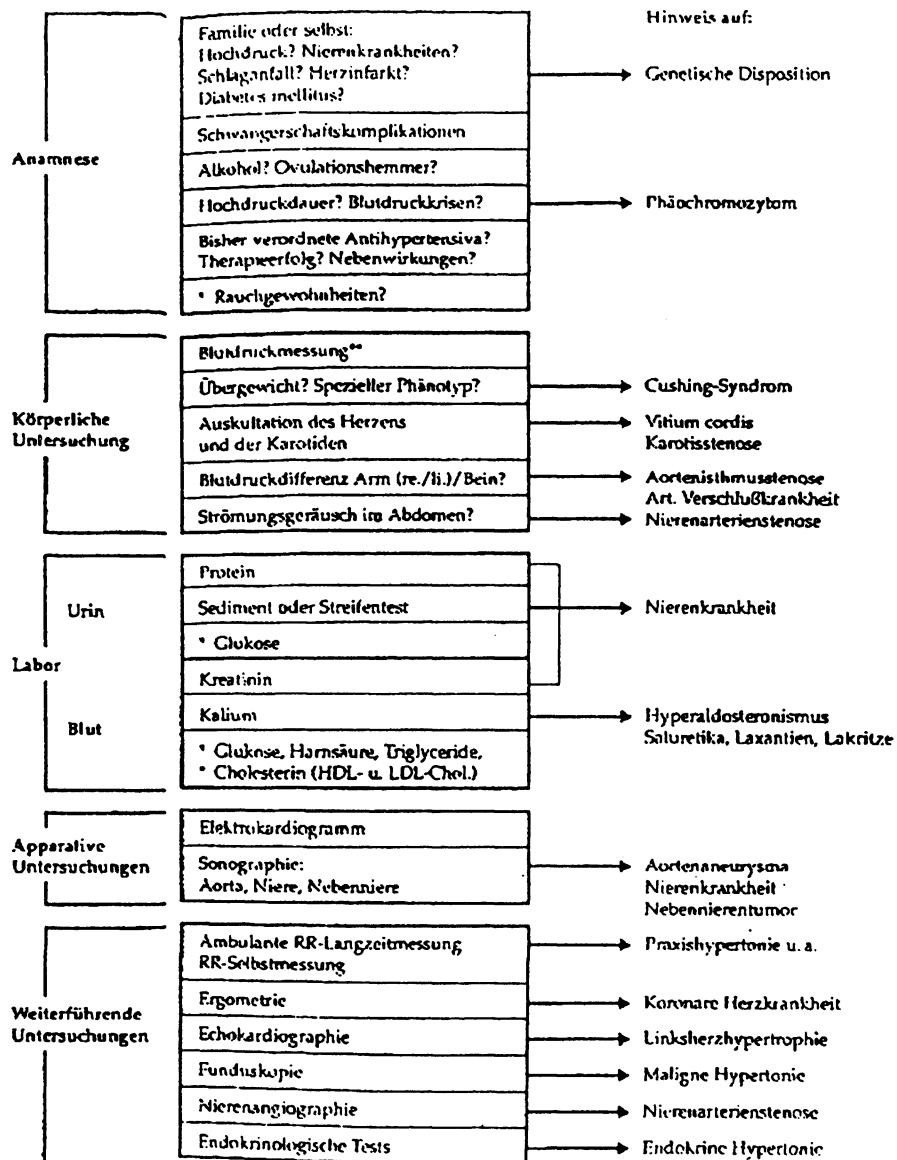 Hinweis auf:
Anamnese
Familie oder selbst:
Hochdruck? Nierenkrankheiten?
Schlaganfall? Herzinfarkt?
Diabetes mellitus?
Genetische Disposition
Schwangerschaftskomplikationen
Alkohol? Ovulationshemmer?
Hochdruckdauer? Blutdruckkrisen?
Phäochromozytom
Bisher verordnete Antihypertensiva?
Therapieerfolg? Nebenwirkungen?
* Rauchgewohnheiten?
Körperliche
Untersuchung
Blutdruckmessung**
Übergewicht? Spezieller Phänotyp?
Cushing-Syndrom
Auskultation des Herzens
und der Karotiden
Vitium cordis
Karotisstenose
Blutdruckdifferenz Arm (re./li.)/Bein?
Aortenisthmusstenose
Art. Verschlußkrankheit
Strömungsgeräusch im Abdomen?
Nierenarterienstenose
Labor
Urin
Protein
Sediment oder Streifentest
* Glukose
Nierenkrankheit
Blut
Kreatinin
Kalium
Hyperaldosteronismus
Saluretika, Laxantien, Lakritze
* Glukose, Harnsäure, Triglyceride,
* Cholesterin (HDL- u. LDL-Chol.)
Apparative
Untersuchungen
Elektrokardiogramm
Sonographie:
Aorta, Niere, Nebenniere
Aortenaneurysma
Nierenkrankheit
Nebennierentumor
Weiterführende
Untersuchungen
Ambulante RR-Langzeitmessung
RR-Selbstmessung
Praxishypertonie u. a.
Ergometrie
Koronare Herzkrankheit
Echokardiographie
Linksherzhypertrophie
Funduskopie
Maligne Hypertonie
Nierenangiographie
Nierenarterienstenose
Endokrinologische Tests
Endokrine Hypertonie